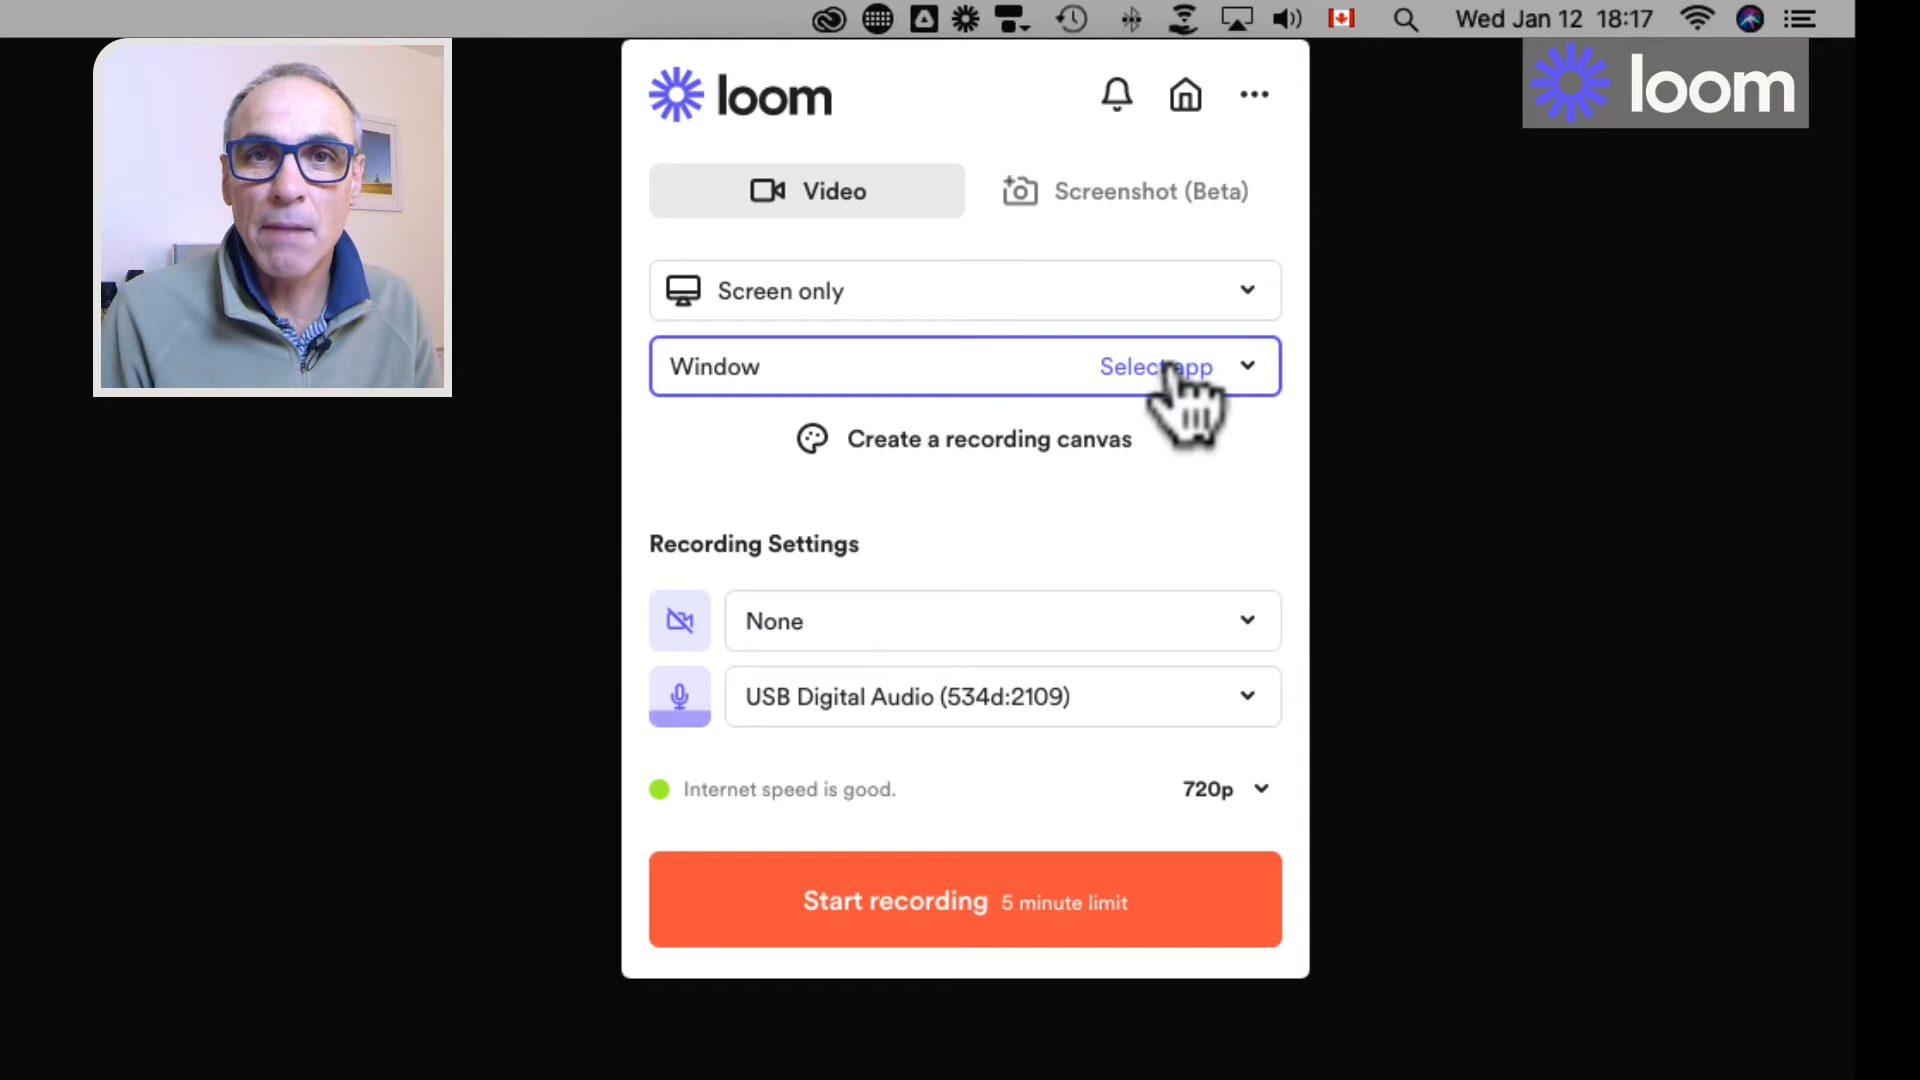 Wed Jan 12 18:17
loom
loom
Video
Screenshot (Beta)
Screen only
Window
Select app
Create a recording canvas
Recording Settings
None
USB Digital Audio (534d:2109)
Internet speed is good.
720p
Start recording 5 minute limit